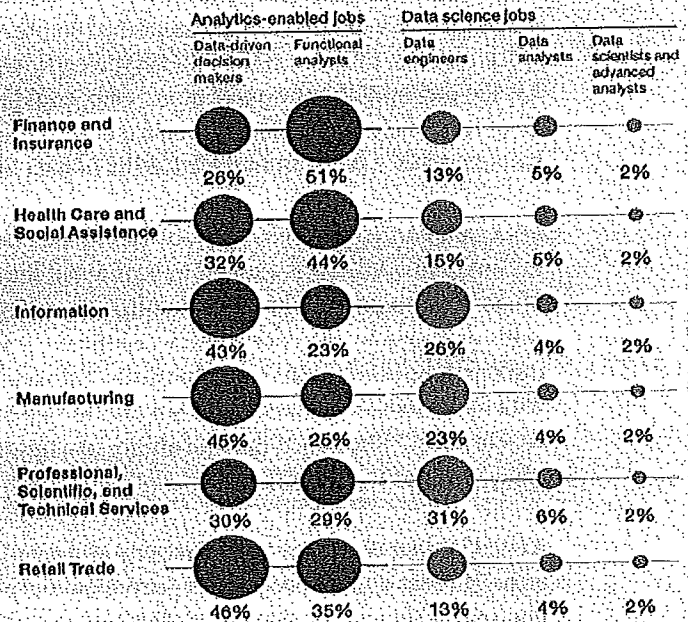 Analytics-enabled jobs
Data science jobs
Data-driven decision makers
Functional analysts
Data engineers
Data analysts
Data scientists and advanced analysts
Finance and Insurance
26% 51% 13% 5% 2%
Health Care and Social Assistance
32% 44% 15% 5% 2%
Information
43% 23% 26% 4% 2%
Manufacturing
45% 25% 23% 4% 2%
Professional, Scientific, and Technical Services
30% 29% 31% 6% 2%
Retail Trade
46% 35% 13% 4% 2%